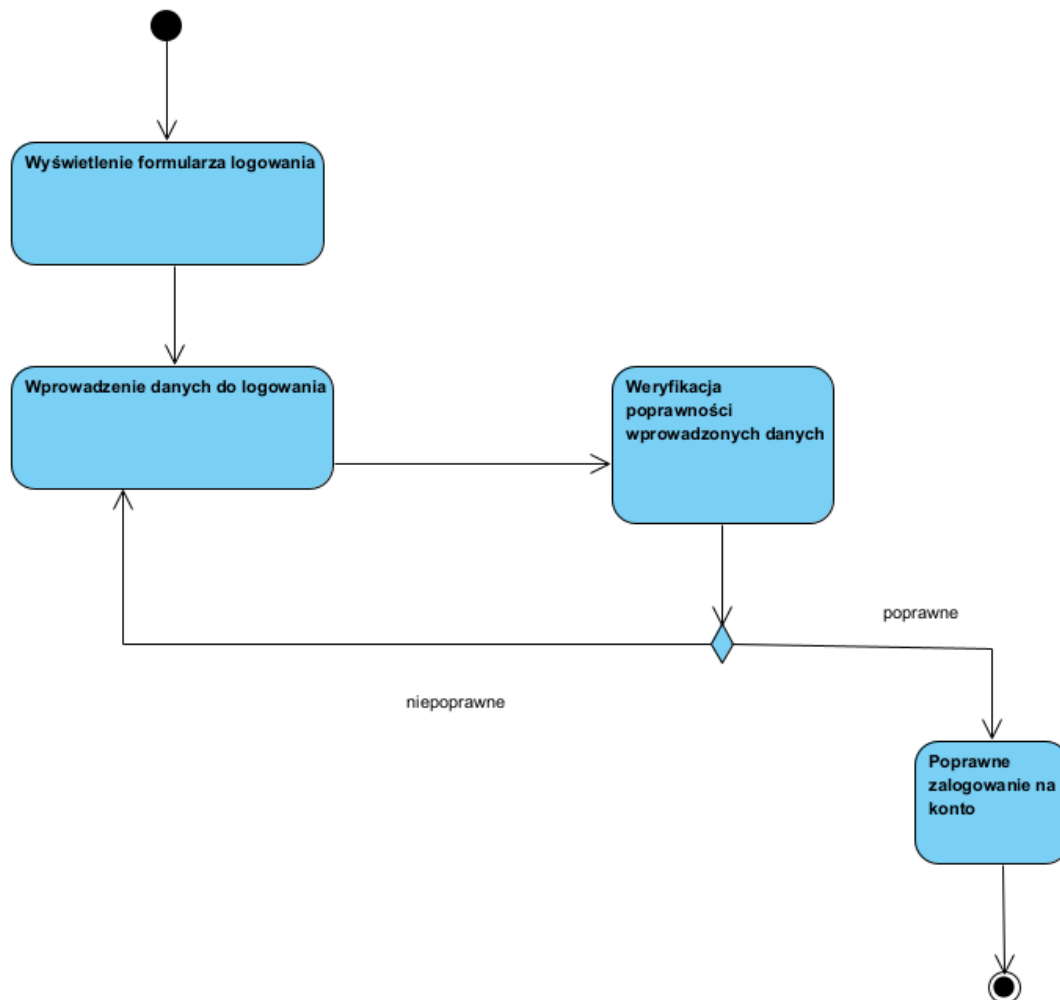 Wyświetlenie formularza logowania
Wprowadzenie danych do logowania
Weryfikacja
poprawności
wprowadzonych danych
poprawne
niepoprawne
Poprawne
zalogowanie na
konto